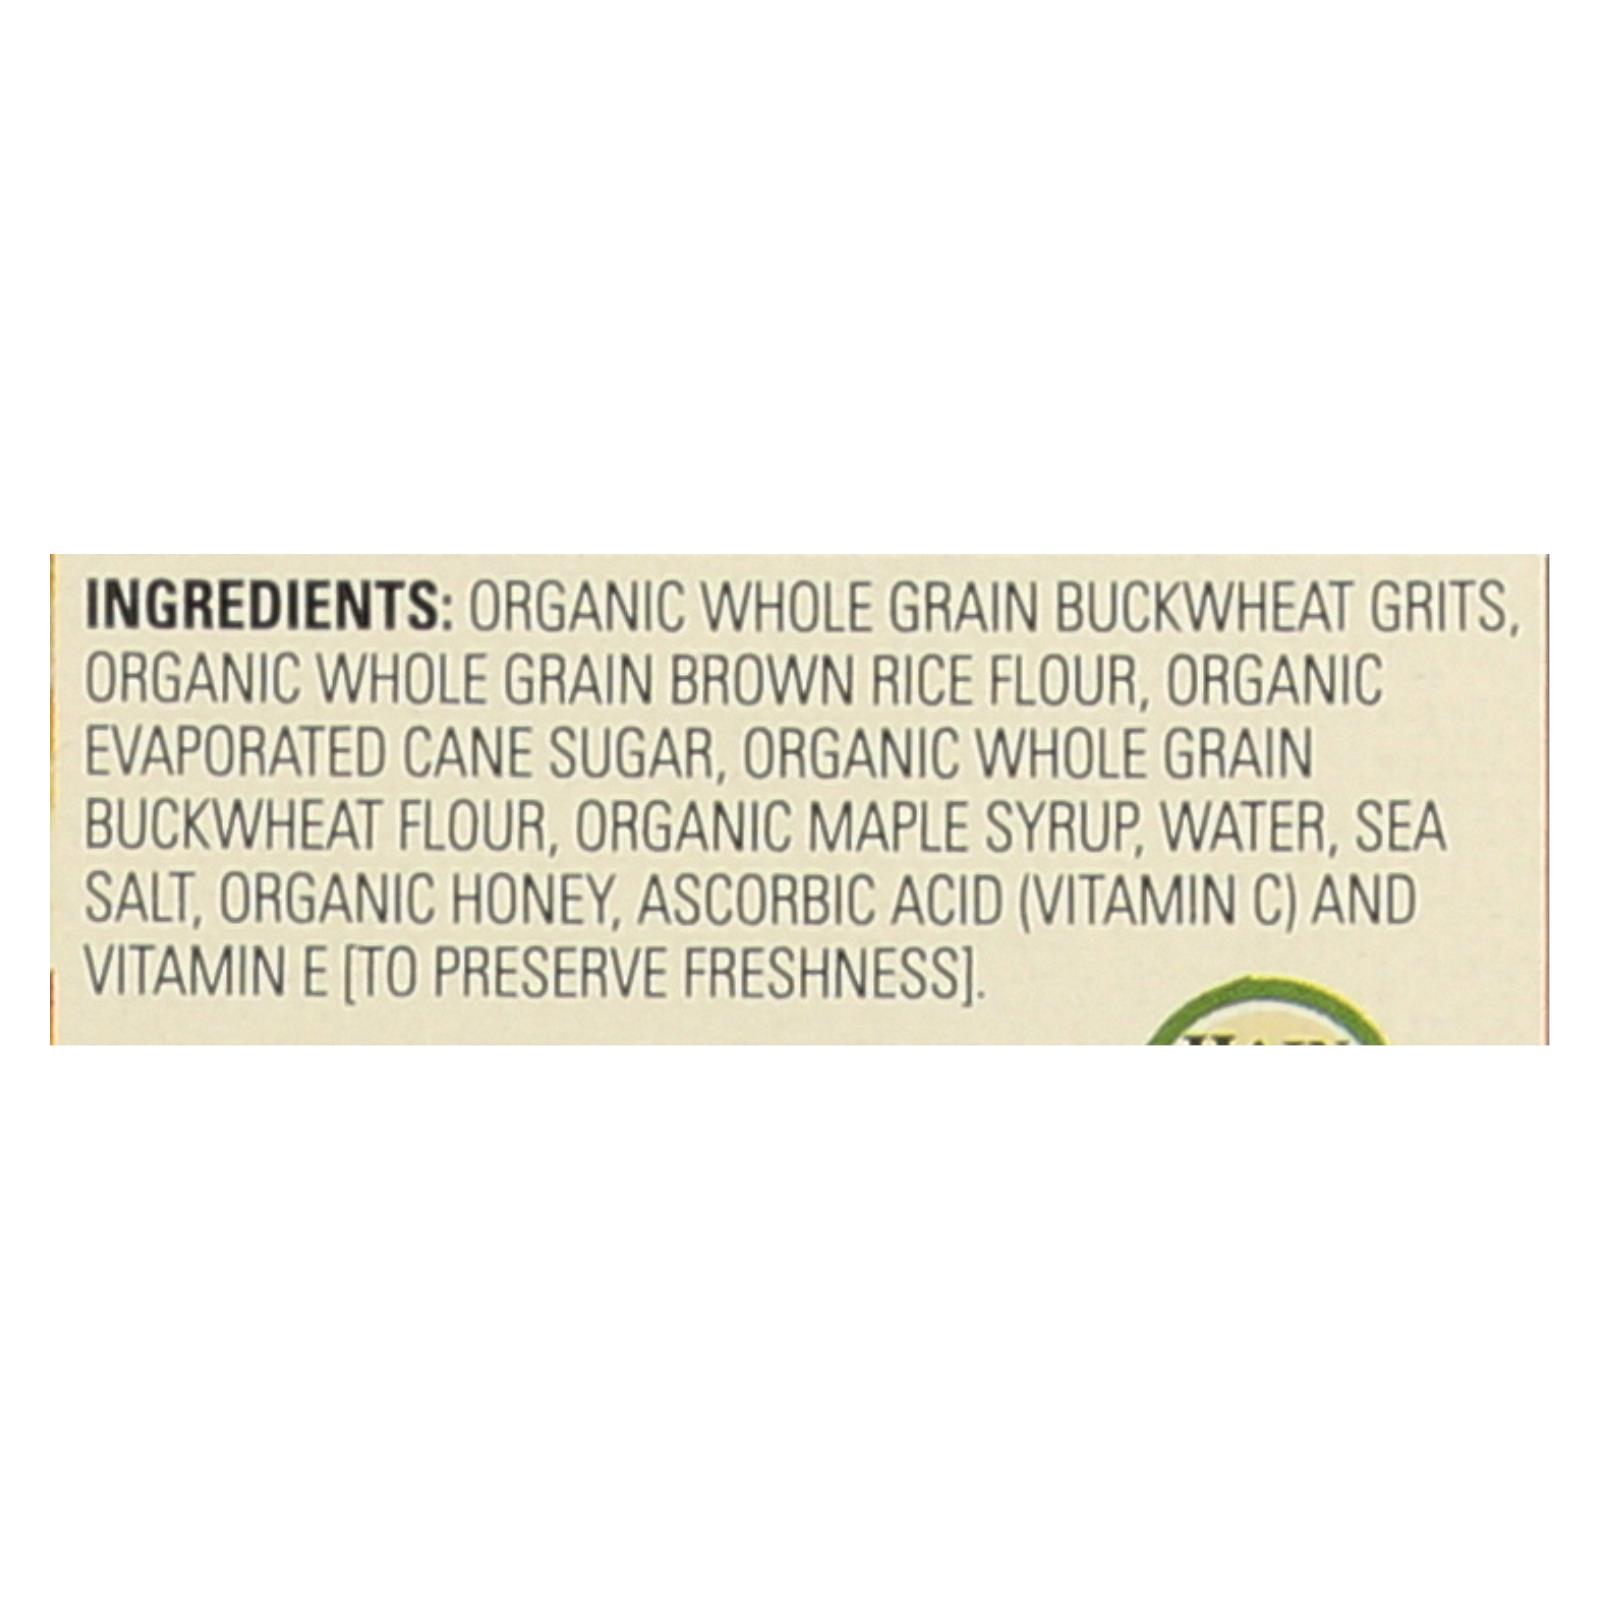 INGREDIENTS: ORGANIC WHOLE GRAIN BUCKWHEAT GRITS,
ORGANIC WHOLE GRAIN BROWN RICE FLOUR, ORGANIC
EVAPORATED CANE SUGAR, ORGANIC WHOLE GRAIN
BUCKWHEAT FLOUR, ORGANIC MAPLE SYRUP, WATER, SEA
SALT, ORGANIC HONEY, ASCORBIC ACID (VITAMIN C) AND
VITAMIN E [TO PRESERVE FRESHNESS].